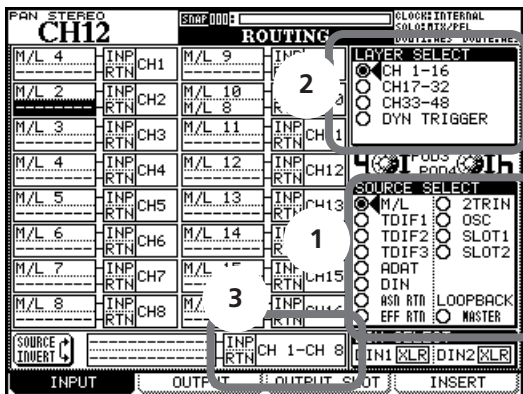 PAN STEREO
CH12
SNAP 000:
ROUTING
CLOCK:INTERNAL
SOLO:MIX/PFL
M/L 4 INP RTN CH1
M/L 2 INP RTN CH2
M/L 3 INP RTN CH3
M/L 4 INP RTN CH4
M/L 5 INP RTN CH5
M/L 6 INP RTN CH6
M/L 7 INP RTN CH7
M/L 8 INP RTN CH8
M/L 9
M/L 10
M/L 8
M/L 11
M/L 12 INP RTN CH12
M/L 13 INP RTN CH13
M/L 14
CH15
SOURCE INVERT
INP RTN CH 1-CH 8
2
LAYER SELECT
CH 1-16
CH17-32
CH33-48
DYN TRIGGER
1
SOURCE SELECT
M/L 2TRIN
TDIF1 OSC
TDIF2 SLOT1
TDIF3 SLOT2
ADAT
DIN
ASN RTN LOOPBACK
EFF RTN MASTER
3
DIN1 XLR DIN2 XLR
INPUT OUTPUT OUTPUT SLOT INSERT